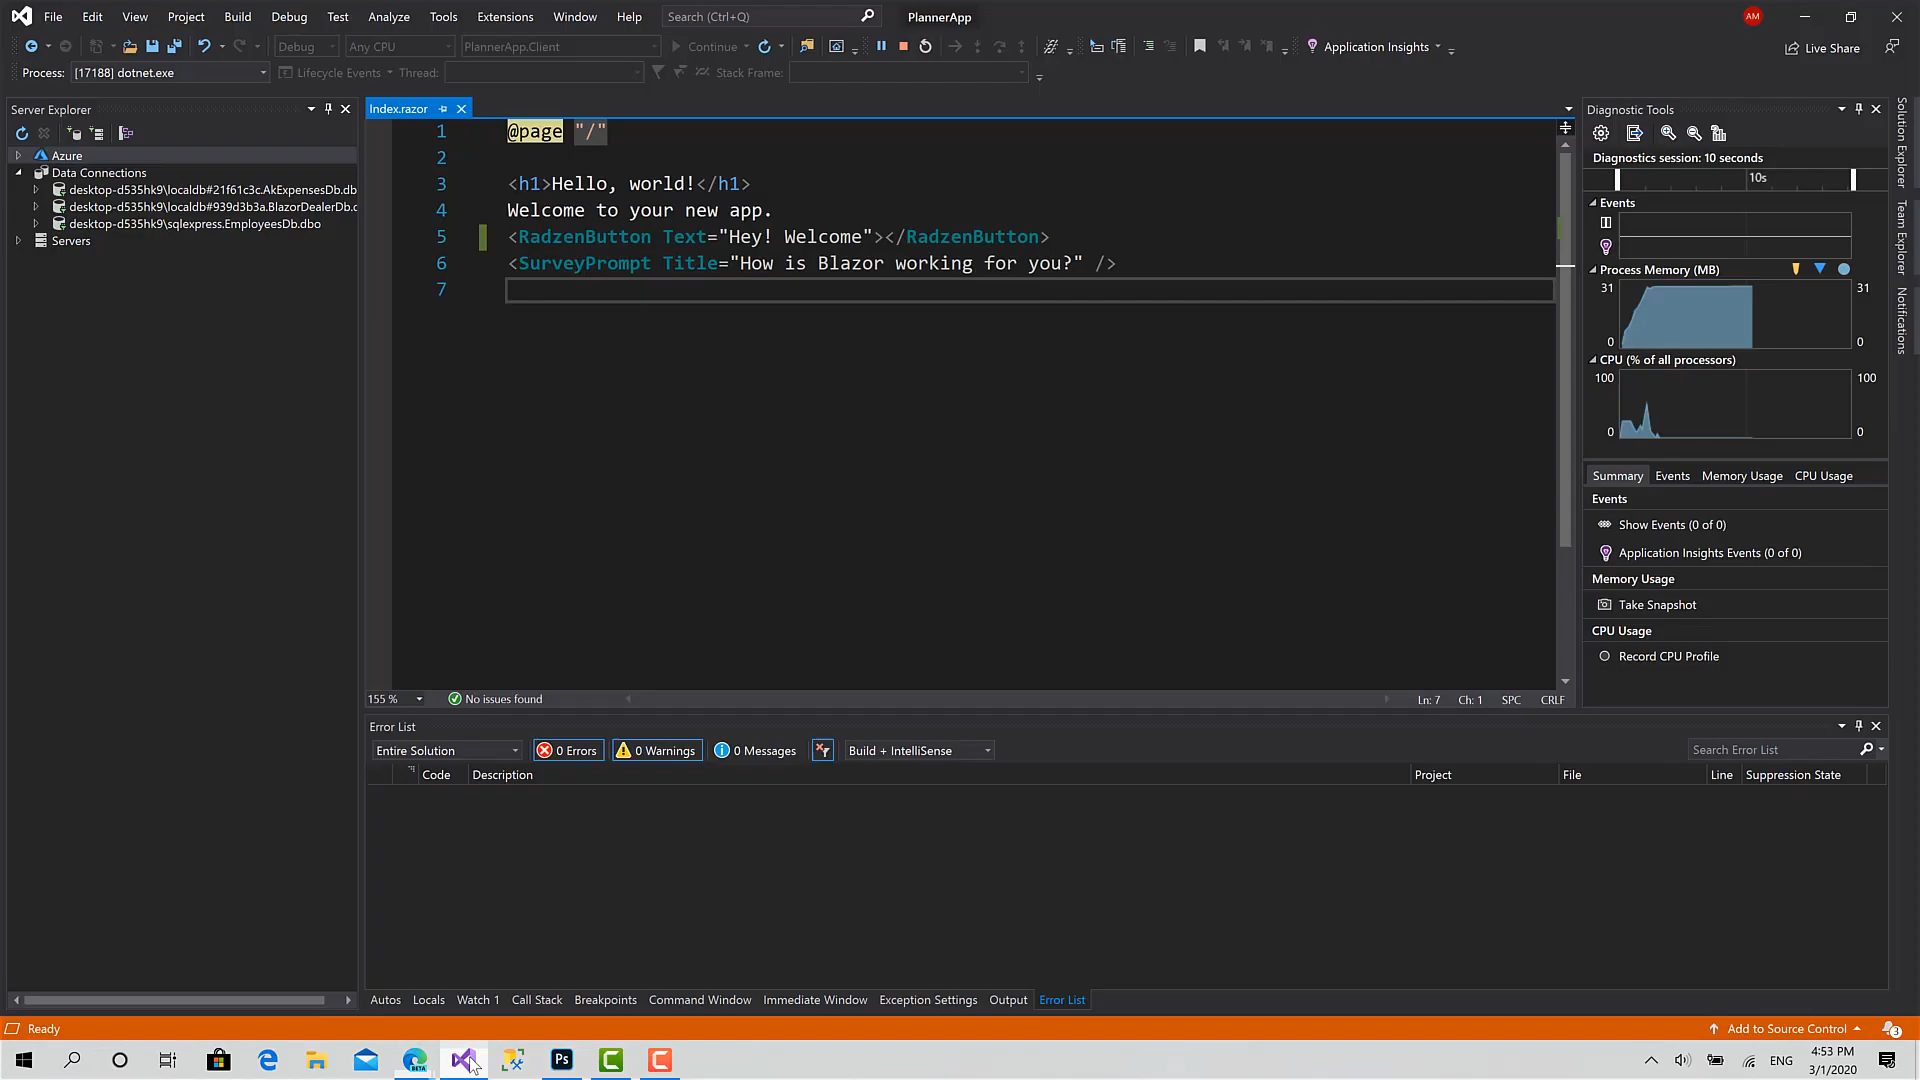 File Edit View Project Build Debug Test Analyze Tools Extensions Window Help Search (Ctrl+Q) PlannerApp AM
Debug Any CPU PlannerApp.Client Continue Application Insights Live Share
Process: [17188] dotnet.exe Lifecycle Events Thread: Stack Frame:
Server Explorer
Azure
Data Connections
desktop-d535hk9\localdb#21f61c3c.AkExpensesDb.db
desktop-d535hk9\localdb#939d3b3a.BlazorDealerDb.c
desktop-d535hk9\sqlexpress.EmployeesDb.dbo
Servers
Index.razor
1 @page "/"
2
3 <h1>Hello, world!</h1>
4 Welcome to your new app.
5 <RadzenButton Text="Hey! Welcome"></RadzenButton>
6 <SurveyPrompt Title="How is Blazor working for you?" />
7
155 % No issues found Ln: 7 Ch: 1 SPC CRLF
Diagnostic Tools
Diagnostics session: 10 seconds
10s
Events
Process Memory (MB)
31 31
0 0
CPU (% of all processors)
100 100
0 0
Summary Events Memory Usage CPU Usage
Events
Show Events (0 of 0)
Application Insights Events (0 of 0)
Memory Usage
Take Snapshot
CPU Usage
Record CPU Profile
Solution Explorer
Team Explorer
Notifications
Error List
Entire Solution 0 Errors 0 Warnings 0 Messages Build + IntelliSense Search Error List
Code Description Project File Line Suppression State
Autos Locals Watch 1 Call Stack Breakpoints Command Window Immediate Window Exception Settings Output Error List
Ready Add to Source Control 3
BETA Ps C C ENG 4:53 PM
3/1/2020